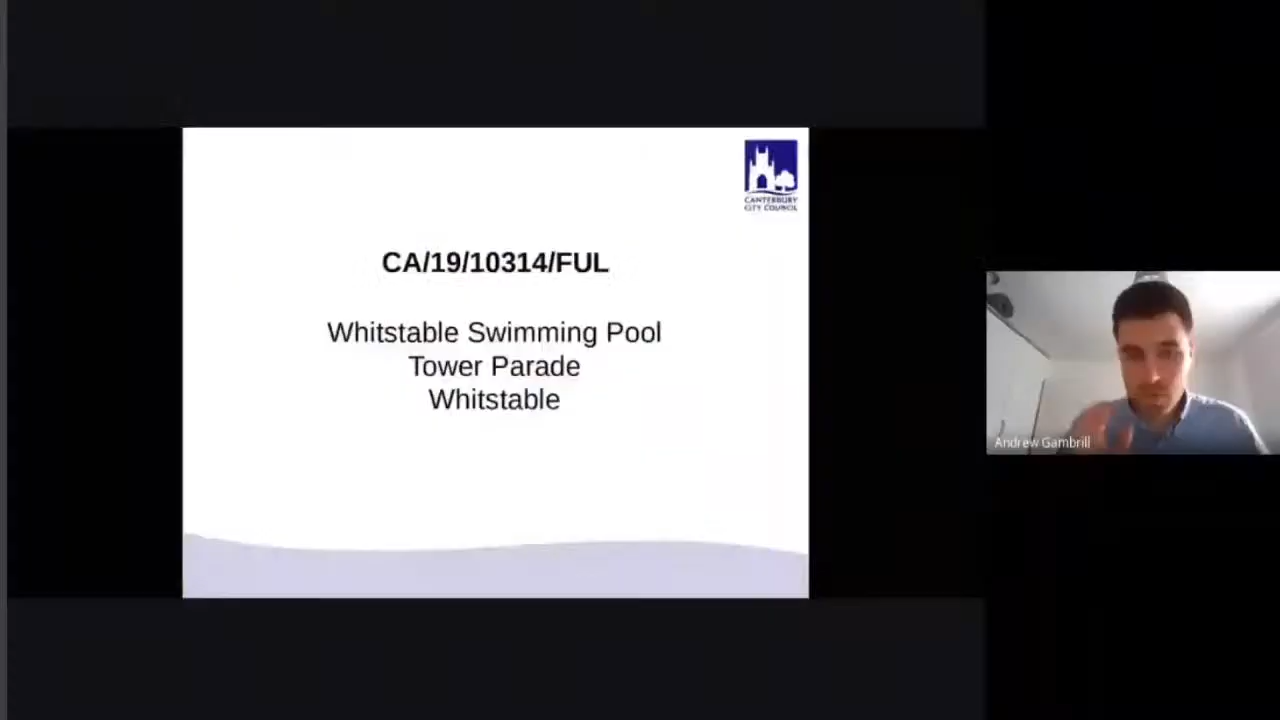 CANTERBURY
CITY COUNCIL
CA/19/10314/FUL
Whitstable Swimming Pool
Tower Parade
Whitstable
Andrew Gambrill